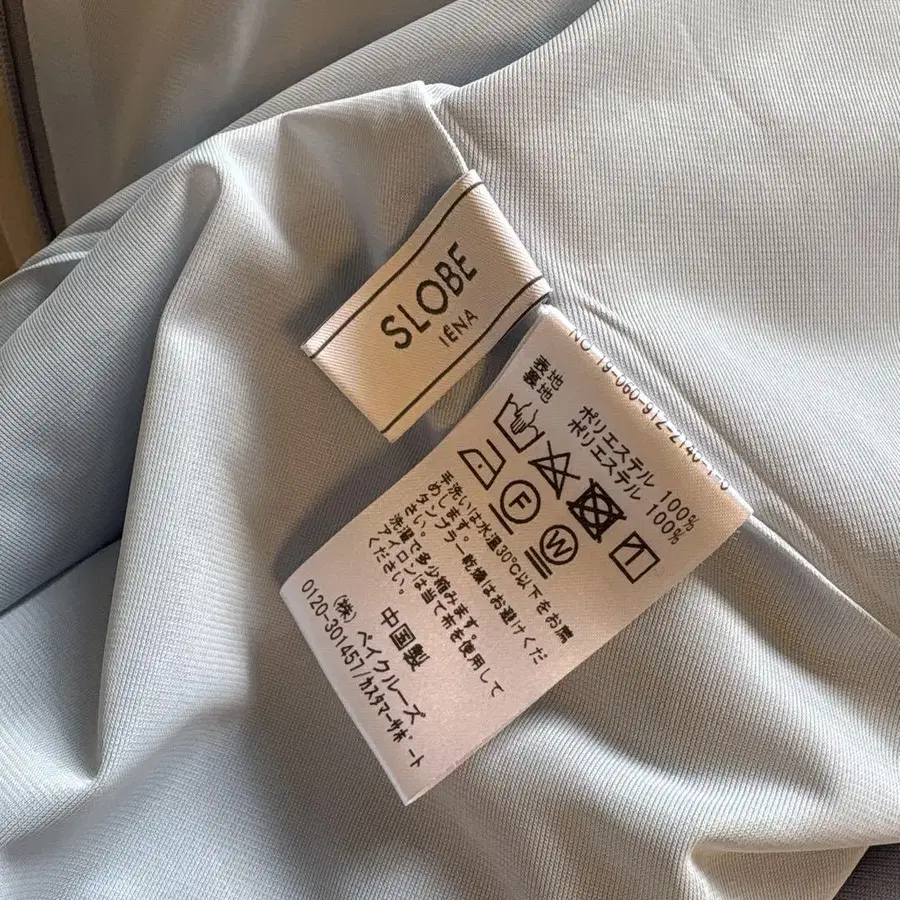 SLOBE
IÉNA
表地 ポリエステル 100%
裏地 ポリエステル 100%
F
W
手洗いは水温30℃以下をお薦
めします。
タンブラー乾燥はお避けくだ
さい。
洗濯で多少縮みます。
アイロンは当て布を使用して
ください。
中国製
(株) ベイクルーズ
0120-301457/カスタマーサポート